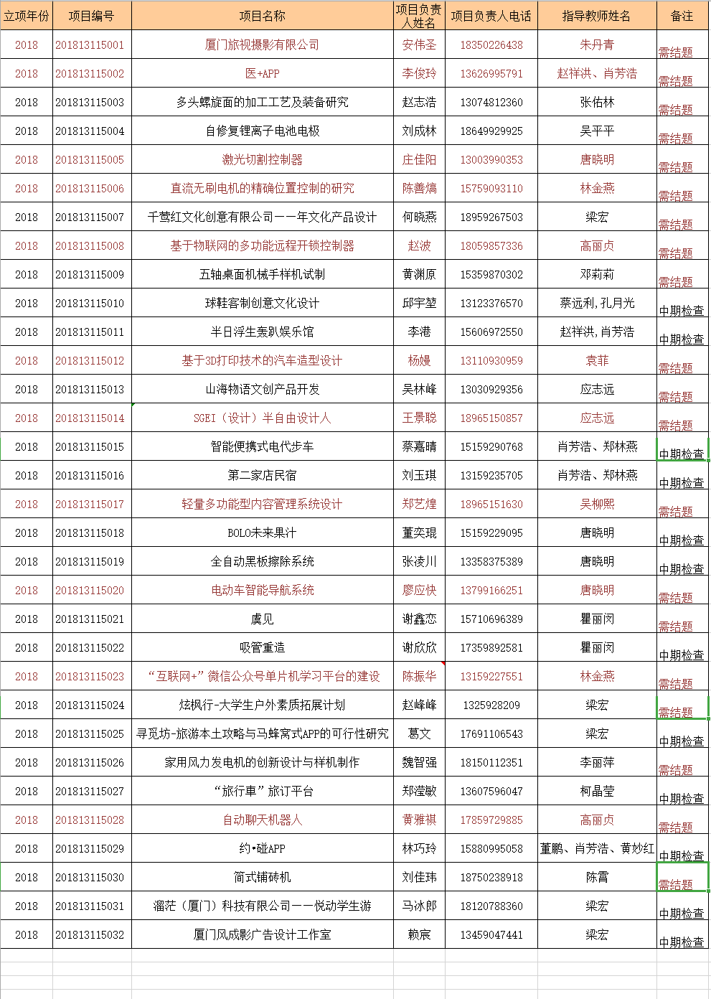 立项年份 项目编号 项目名称 项目负责人姓名 项目负责人电话 指导教师姓名 备注
2018 201813115001 厦门旅视摄影有限公司 安伟圣 18350226438 朱丹青 需结题
2018 201813115002 医+APP 李俊玲 13626995791 赵祥洪、肖芳浩 需结题
2018 201813115003 多头螺旋面的加工工艺及装备研究 赵志浩 13074812360 张佑林 需结题
2018 201813115004 自修复锂离子电池电极 刘成林 18649929925 吴平平 需结题
2018 201813115005 激光切割控制器 庄佳阳 13003990353 唐晓明 需结题
2018 201813115006 直流无刷电机的精确位置控制的研究 陈善熇 15759093110 林金燕 需结题
2018 201813115007 千莺红文化创意有限公司——年文化产品设计 何晓燕 18959267503 梁宏 需结题
2018 201813115008 基于物联网的多功能远程开锁控制器 赵波 18059857336 高丽贞 需结题
2018 201813115009 五轴桌面机械手样机试制 黄渊原 15359870302 邓莉莉 需结题
2018 201813115010 球鞋客制创意文化设计 邱宇堃 13123376570 蔡远利,孔月光 中期检查
2018 201813115011 半日浮生轰趴娱乐馆 李港 15606972550 赵祥洪,肖芳浩 中期检查
2018 201813115012 基于3D打印技术的汽车造型设计 杨嫚 13110930959 袁菲 需结题
2018 201813115013 山海物语文创产品开发 吴林峰 13030929356 应志远 需结题
2018 201813115014 SGEI（设计）半自由设计人 王景聪 18965150857 应志远 需结题
2018 201813115015 智能便携式电代步车 蔡嘉晴 15159290768 肖芳浩、郑林燕 中期检查
2018 201813115016 第二家店民宿 刘玉琪 13159235705 肖芳浩、郑林燕 中期检查
2018 201813115017 轻量多功能型内容管理系统设计 郑艺煌 18965151630 吴柳熙 需结题
2018 201813115018 BOLO未来果汁 董奕琨 15159229095 唐晓明 中期检查
2018 201813115019 全自动黑板擦除系统 张凌川 13358375389 唐晓明 中期检查
2018 201813115020 电动车智能导航系统 廖应快 13799166251 唐晓明 需结题
2018 201813115021 虞见 谢鑫恋 15710696389 瞿丽闵 需结题
2018 201813115022 吸管重造 谢欣欣 17359892581 瞿丽闵 中期检查
2018 201813115023 “互联网+”微信公众号单片机学习平台的建设 陈振华 13159227551 林金燕 需结题
2018 201813115024 炫枫行-大学生户外素质拓展计划 赵峰峰 1325928209 梁宏 需结题
2018 201813115025 寻觅坊-旅游本土攻略与马蜂窝式APP的可行性研究 葛文 17691106543 梁宏 中期检查
2018 201813115026 家用风力发电机的创新设计与样机制作 魏智强 18150112351 李丽萍 需结题
2018 201813115027 “旅行車”旅订平台 郑滢敏 13607596047 柯晶莹 中期检查
2018 201813115028 自动聊天机器人 黄雅祺 17859729885 高丽贞 需结题
2018 201813115029 约•碰APP 林巧玲 15880995058 董鹏、肖芳浩、黄妙红 中期检查
2018 201813115030 简式铺砖机 刘佳玮 18750238918 陈霄 需结题
2018 201813115031 溜茫（厦门）科技有限公司——悦动学生游 马冰郎 18120788360 梁宏 中期检查
2018 201813115032 厦门风成影广告设计工作室 赖宸 13459047441 梁宏 中期检查